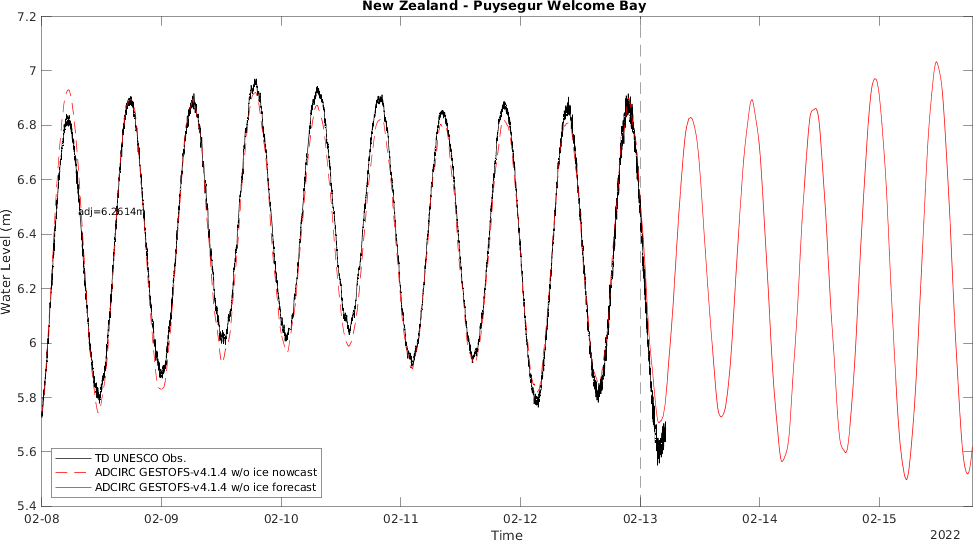 New Zealand - Puysegur Welcome Bay
7.2
7
6.8
6.6
6.4
6.2
6
5.8
5.6
5.4
Water Level (m)
adj=6.2614m
TD UNESCO Obs.
ADCIRC GESTOFS-v4.1.4 w/o ice nowcast
ADCIRC GESTOFS-v4.1.4 w/o ice forecast
02-08 02-09 02-10 02-11 02-12 02-13 02-14 02-15
Time
2022